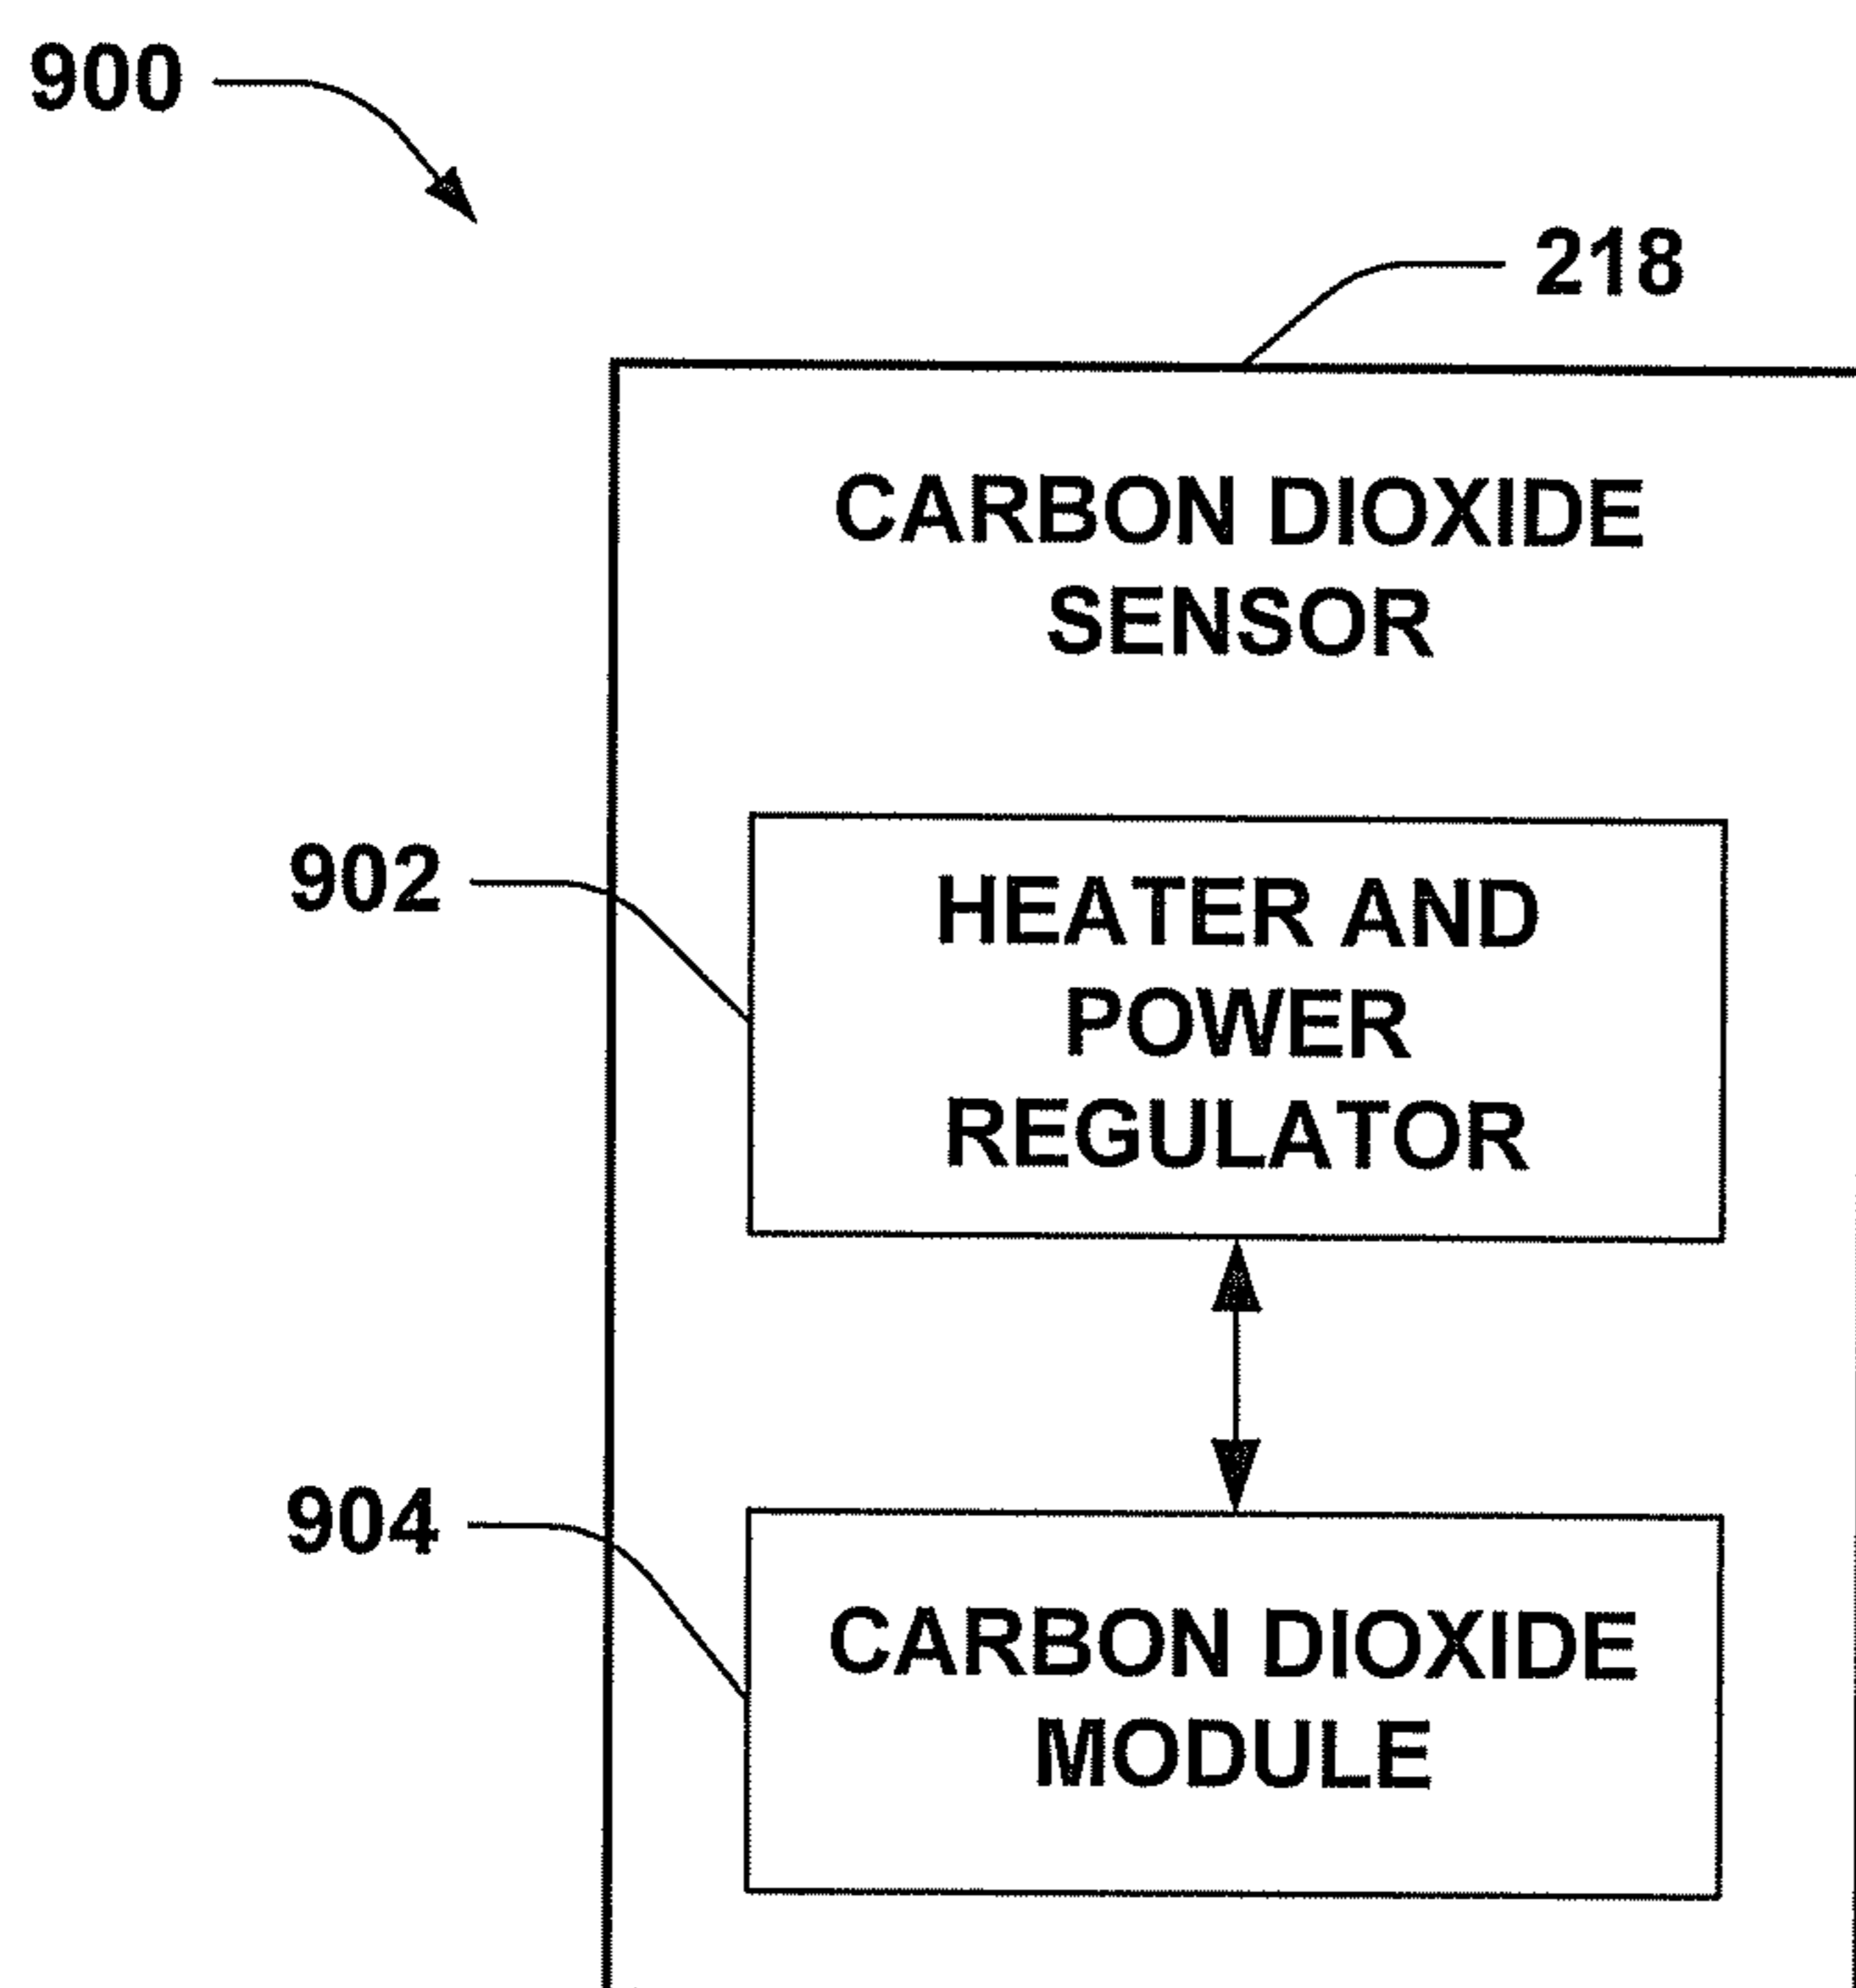 900
218
CARBON DIOXIDE
SENSOR
902
HEATER AND
POWER
REGULATOR
904
CARBON DIOXIDE
MODULE